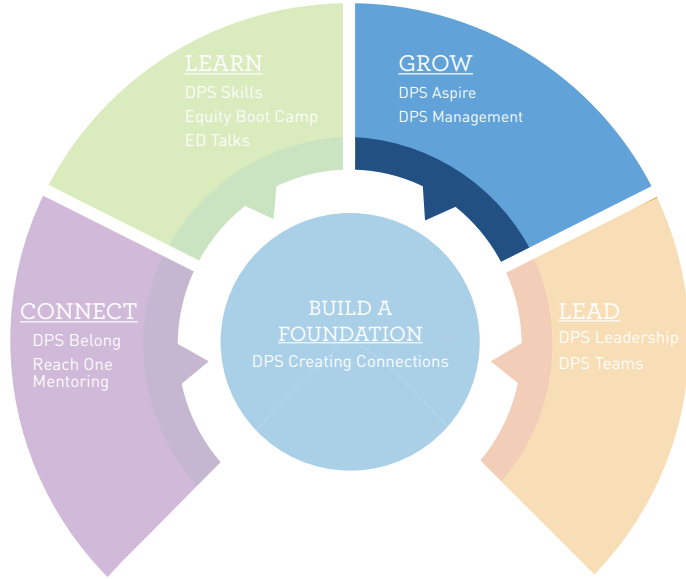 LEARN
DPS Skills
Equity Boot Camp
ED Talks
GROW
DPS Aspire
DPS Management
CONNECT
DPS Belong
Reach One
Mentoring
BUILD A
FOUNDATION
DPS Creating Connections
LEAD
DPS Leadership
DPS Teams